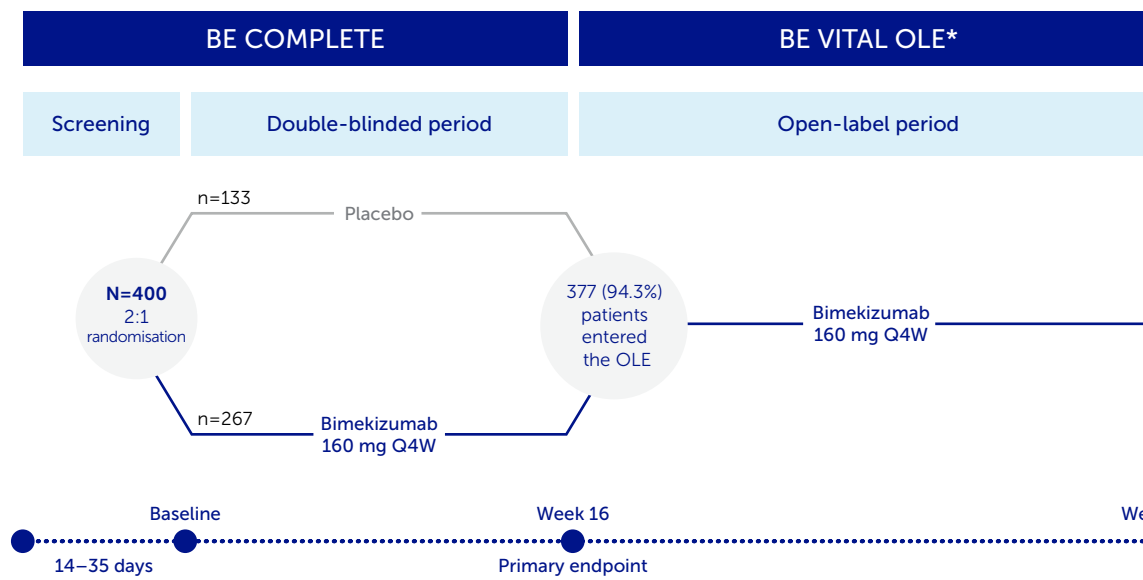 BE COMPLETE
BE VITAL OLE*
Screening
Double-blinded period
Open-label period
n=133
Placebo
N=400
2:1
randomisation
377 (94.3%)
patients
entered
the OLE
Bimekizumab
160 mg Q4W
n=267
Bimekizumab
160 mg Q4W
Baseline
Week 16
14–35 days
Primary endpoint